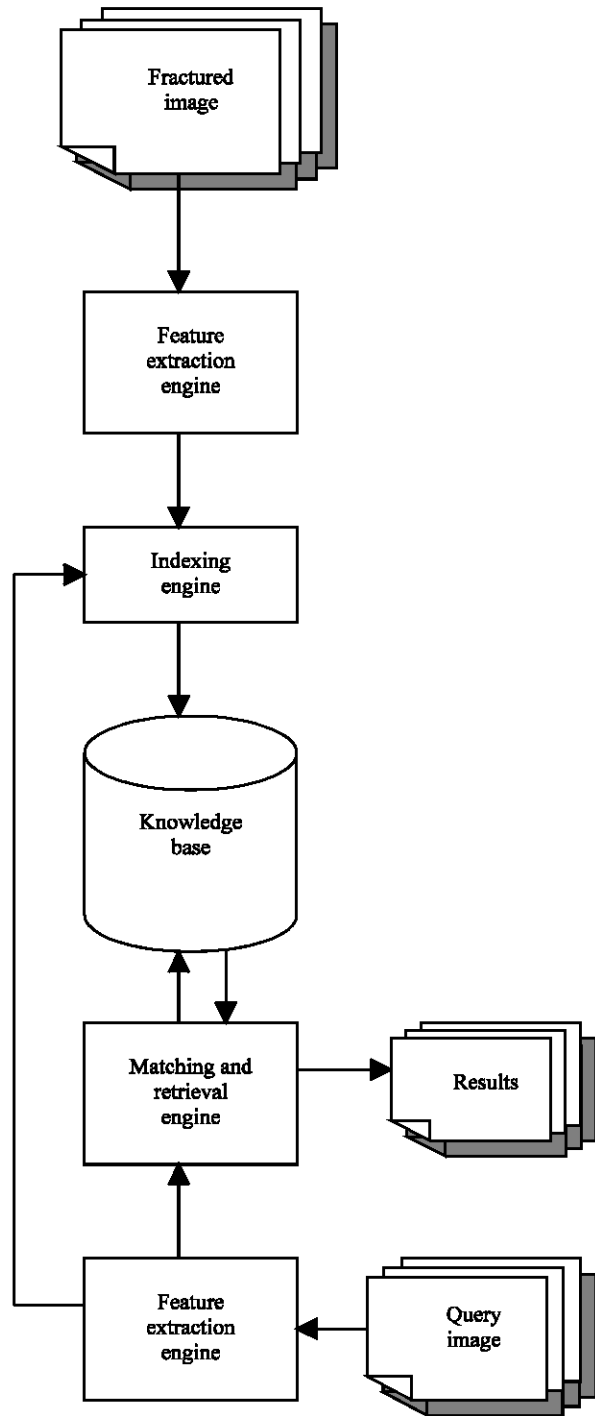 Fractured
image
Feature
extraction
engine
Indexing
engine
Knowledge
base
Matching and
retrieval
engine
Results
Feature
extraction
engine
Query
image